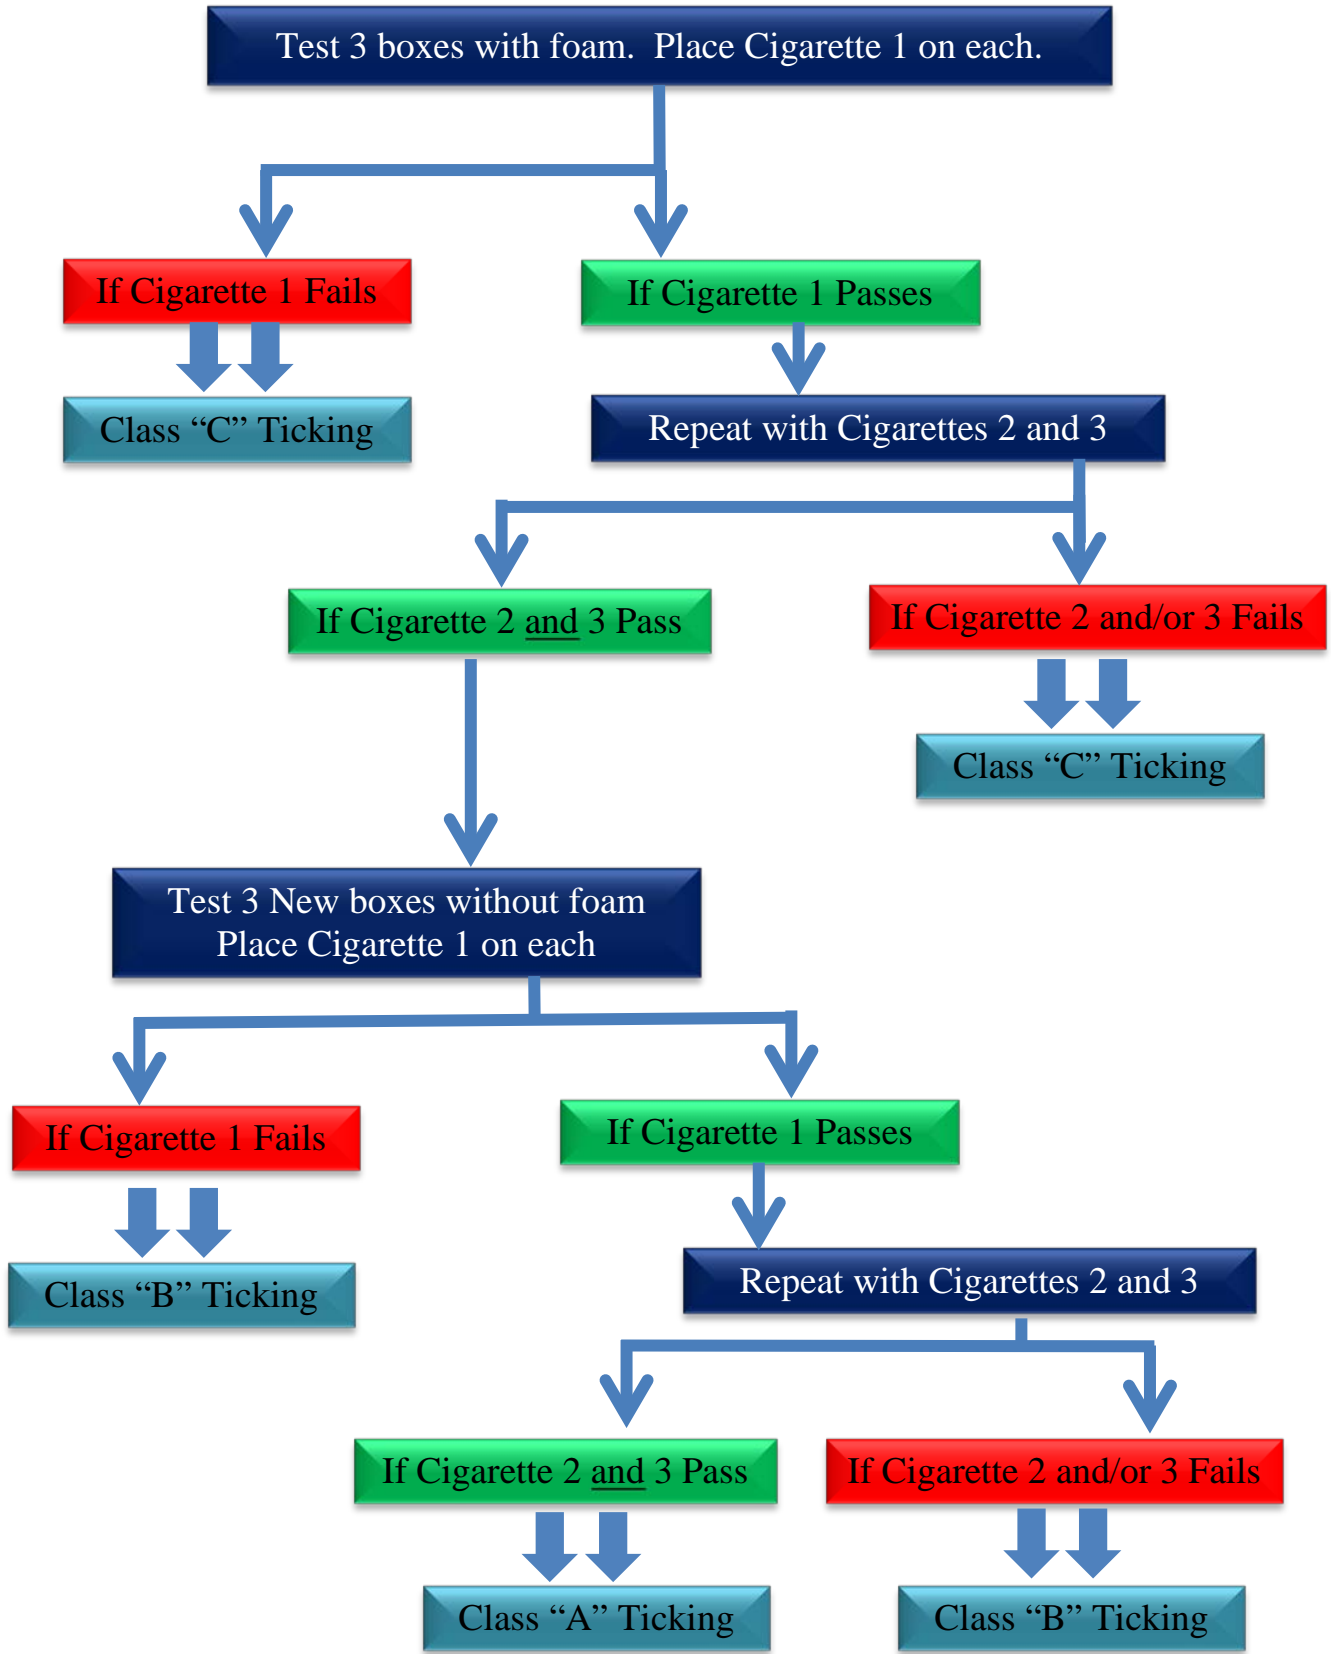 Test 3 boxes with foam.  Place Cigarette 1 on each.
If Cigarette 1 Fails
If Cigarette 1 Passes
Class “C” Ticking
Repeat with Cigarettes 2 and 3
If Cigarette 2 and 3 Pass
If Cigarette 2 and/or 3 Fails
Class “C” Ticking
Test 3 New boxes without foam
Place Cigarette 1 on each
If Cigarette 1 Fails
If Cigarette 1 Passes
Class “B” Ticking
Repeat with Cigarettes 2 and 3
If Cigarette 2 and 3 Pass
If Cigarette 2 and/or 3 Fails
Class “A” Ticking
Class “B” Ticking